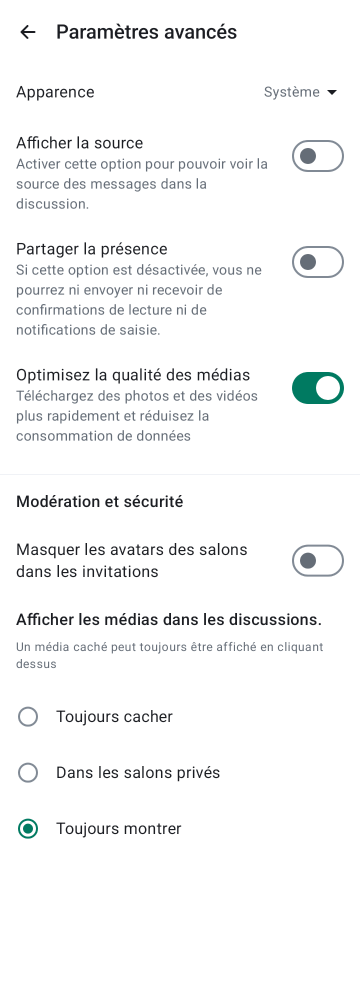 Paramètres avancés
Apparence
Système
Afficher la source
Activer cette option pour pouvoir voir la
source des messages dans la
discussion.
Partager la présence
Si cette option est désactivée, vous ne
pourrez ni envoyer ni recevoir de
confirmations de lecture ni de
notifications de saisie.
Optimisez la qualité des médias
Téléchargez des photos et des vidéos
plus rapidement et réduisez la
consommation de données
Modération et sécurité
Masquer les avatars des salons
dans les invitations
Afficher les médias dans les discussions.
Un média caché peut toujours être affiché en cliquant
dessus
Toujours cacher
Dans les salons privés
Toujours montrer